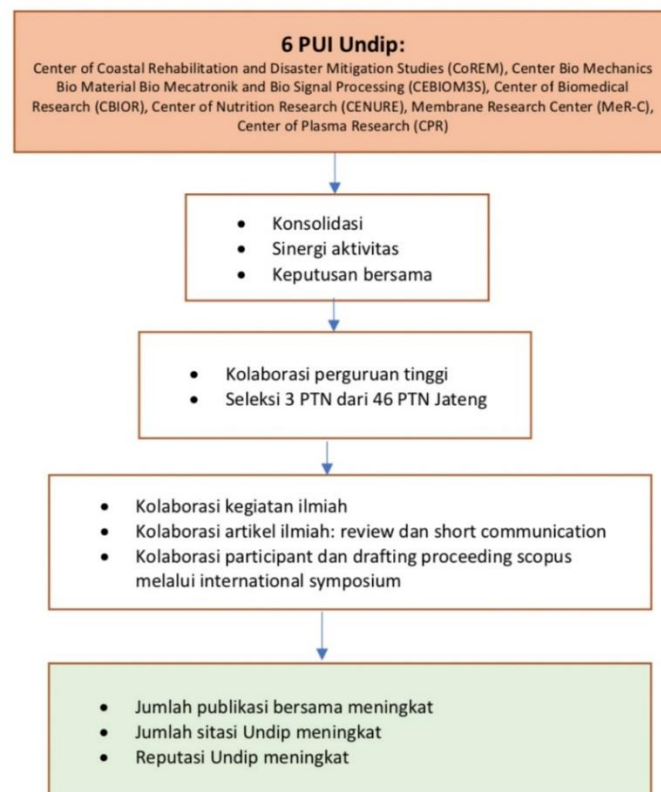 6 PUI Undip:
Center of Coastal Rehabilitation and Disaster Mitigation Studies (CoREM), Center Bio Mechanics
Bio Material Bio Mecatronik and Bio Signal Processing (CEBIOM3S), Center of Biomedical
Research (CBIOR), Center of Nutrition Research (CENURE), Membrane Research Center (MeR-C),
Center of Plasma Research (CPR)
• Konsolidasi
• Sinergi aktivitas
• Keputusan bersama
• Kolaborasi perguruan tinggi
• Seleksi 3 PTN dari 46 PTN Jateng
• Kolaborasi kegiatan ilmiah
• Kolaborasi artikel ilmiah: review dan short communication
• Kolaborasi participant dan drafting proceeding scopus
melalui international symposium
• Jumlah publikasi bersama meningkat
• Jumlah sitasi Undip meningkat
• Reputasi Undip meningkat